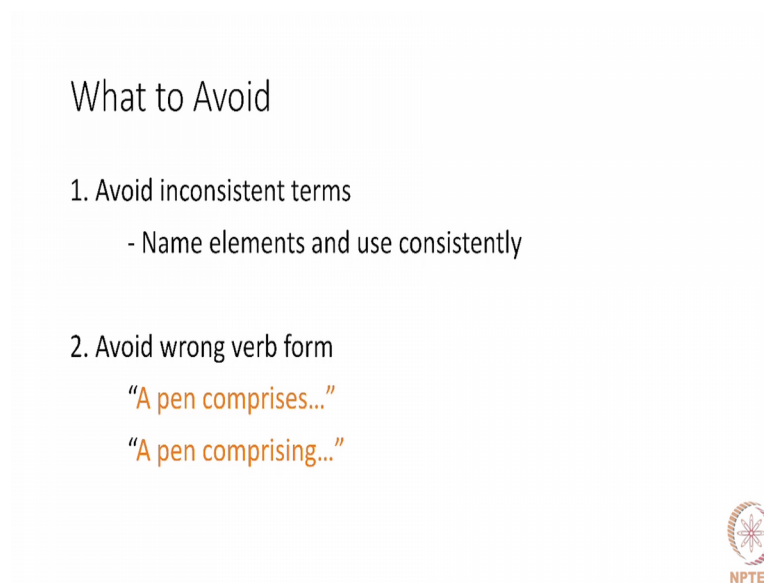 What to Avoid
1. Avoid inconsistent terms
- Name elements and use consistently
2. Avoid wrong verb form
“A pen comprises...”
“A pen comprising...”
NPTE